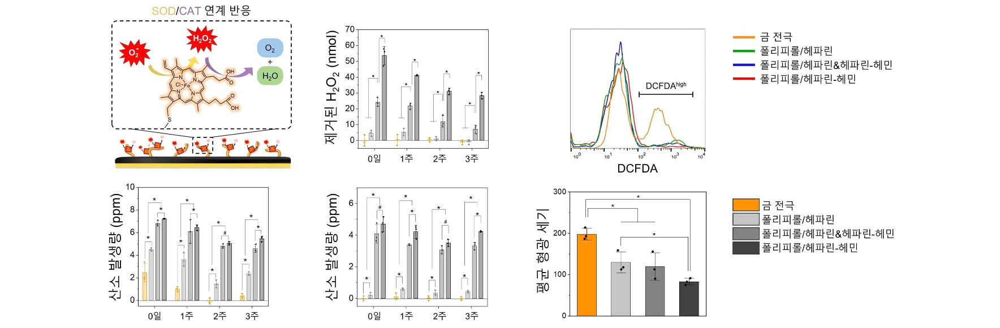 SOD/CAT 연계 반응
O₂⁻
H₂O₂
O₂
+
H₂O
N
N
N
N
Cl
Fe
OH
O
O
OH
S
제거된 H₂O₂ (nmol)
70
60
50
40
30
20
10
0
* * * * * * * *
0일 1주 2주 3주
DCFDAhigh
10⁰ 10¹ 10² 10³ 10⁴
DCFDA
금 전극
폴리피롤/헤파린
폴리피롤/헤파린&헤파린-헤민
폴리피롤/헤파린-헤민
산소 발생량 (ppm)
10
8
6
4
2
0
* * * * * * * # * * * *
0일 1주 2주 3주
산소 발생량 (ppm)
6
4
2
0
* # * * * * * # * * * *
0일 1주 2주 3주
평균 형광 세기
300
200
100
0
* * *
금 전극
폴리피롤/헤파린
폴리피롤/헤파린&헤파린-헤민
폴리피롤/헤파린-헤민